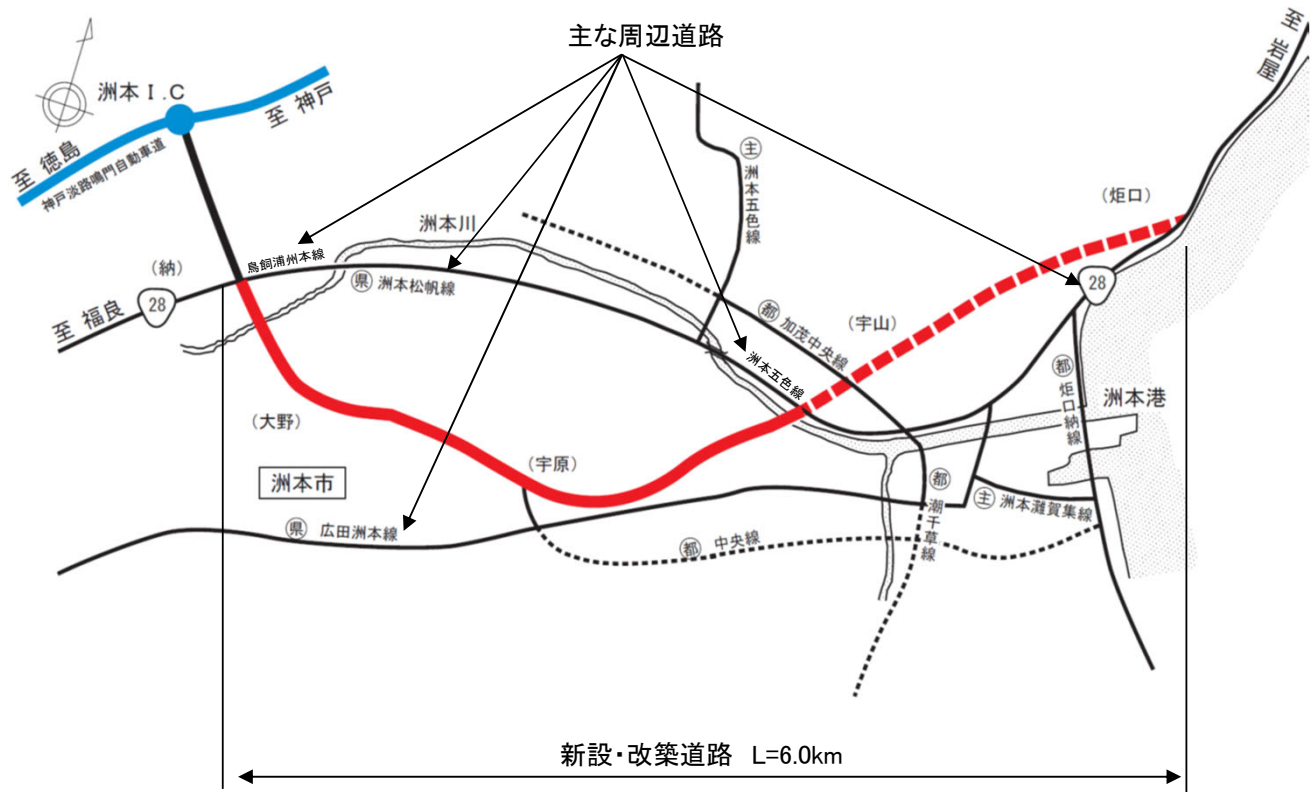 主な周辺道路
至 岩屋
洲本 I.C
至 神戸
至 徳島
神戸淡路鳴門自動車道
主 洲本五色線
(炬口)
洲本川
鳥飼浦州本線
(納)
県 洲本松帆線
28
28
至 福良
都 加茂中央線
(宇山)
洲本五色線
都 炬口納線
洲本港
(大野)
(宇原)
洲本市
都 潮干草線
主 洲本灘賀集線
県 広田洲本線
都 中央線
新設・改築道路 L=6.0km